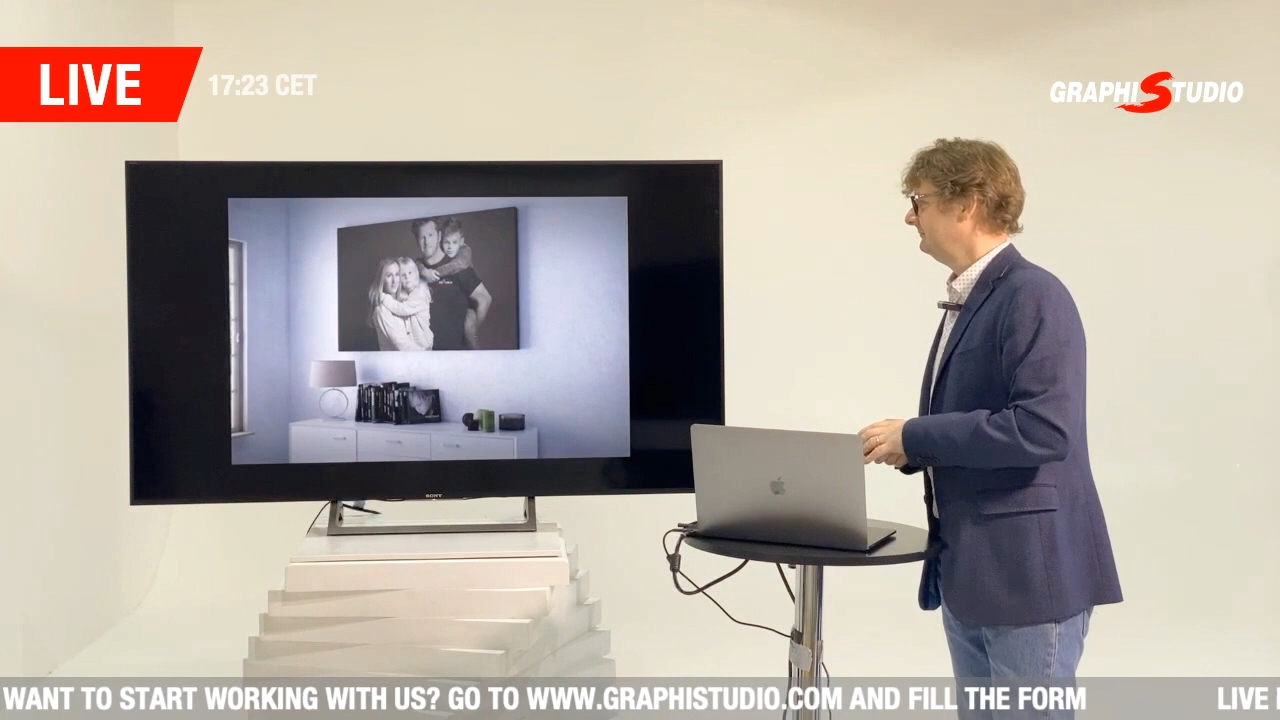 LIVE
17:23 CET
GRAPHISTUDIO
SONY
WANT TO START WORKING WITH US? GO TO WWW.GRAPHISTUDIO.COM AND FILL THE FORM
LIVE